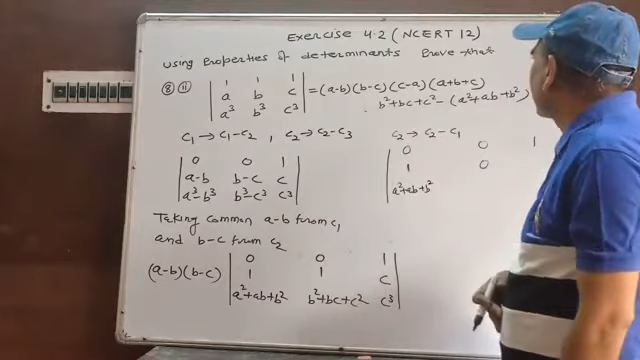 Exercise 4.2 (NCERT 12)
Using Properties of determinants Prove that
8 ii | 1 1 1 | = (a-b)(b-c)(c-a)(a+b+c)
| a b c |
| a³ b³ c³ |
b²+bc+c² - (a²+ab+b²)
C₁ → C₁-C₂ , C₂ → C₂-C₃
| 0 0 1 |
| a-b b-c c |
| a³-b³ b³-c³ c³ |
Taking common a-b from C₁
and b-c from C₂
(a-b)(b-c) | 0 0 1 |
| 1 1 c |
| a²+ab+b² b²+bc+c² c³ |
C₂ → C₂-C₁
| 0 0 1
| 1 0
| a²+ab+b²